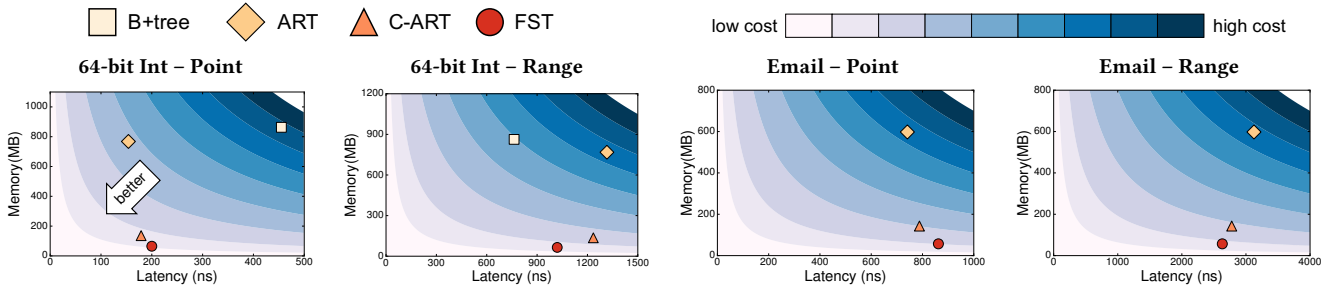 B+tree ART C-ART FST low cost high cost
64-bit Int – Point 64-bit Int – Range Email – Point Email – Range
Memory(MB)
1000
800
600
400
200
0
better
0 100 200 300 400 500
Latency (ns)
Memory(MB)
1200
900
600
300
0
0 300 600 900 1200 1500
Latency (ns)
Memory(MB)
800
600
400
200
0
0 200 400 600 800 1000
Latency (ns)
Memory(MB)
800
600
400
200
0
0 1000 2000 3000 4000
Latency (ns)